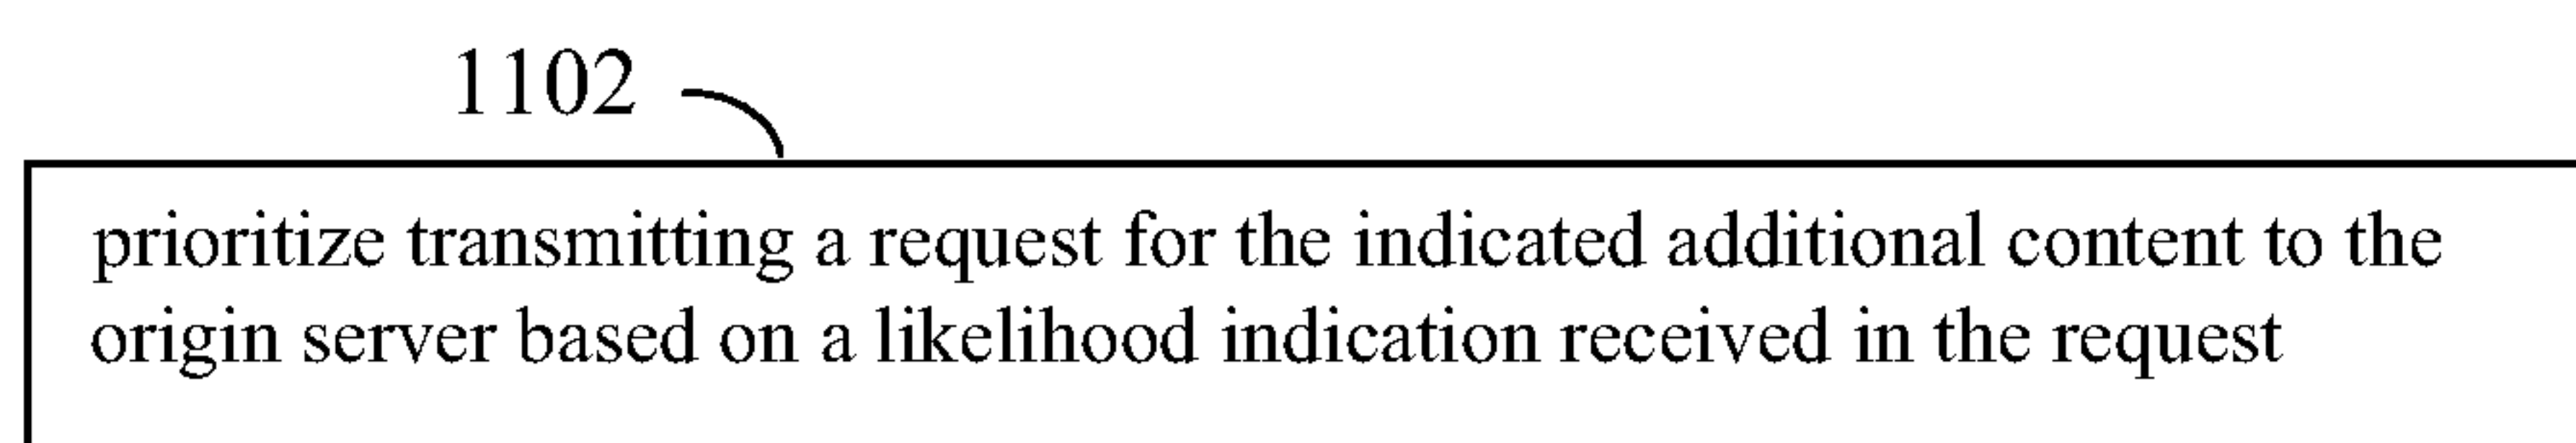 1102
prioritize transmitting a request for the indicated additional content to the
origin server based on a likelihood indication received in the request